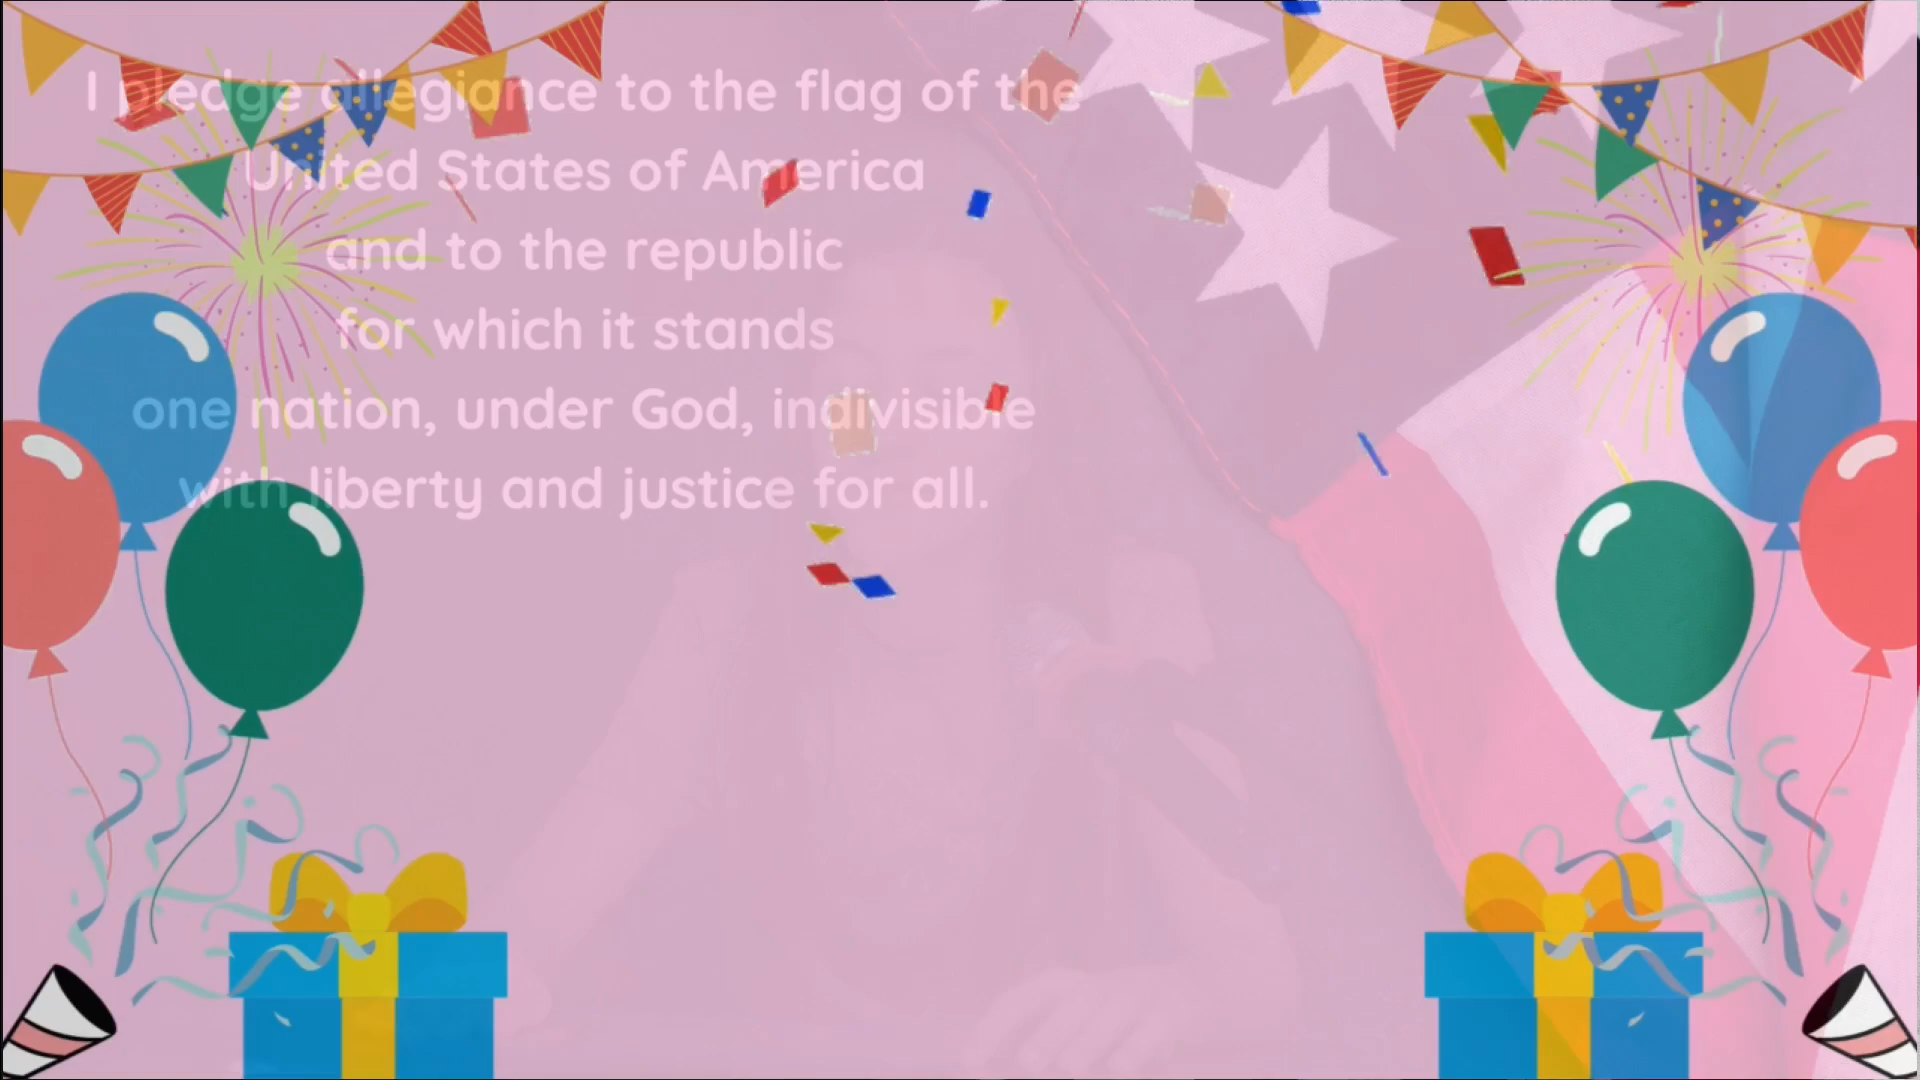 I pledge allegiance to the flag of the
United States of America
and to the republic
for which it stands
one nation, under God, indivisible
with liberty and justice for all.